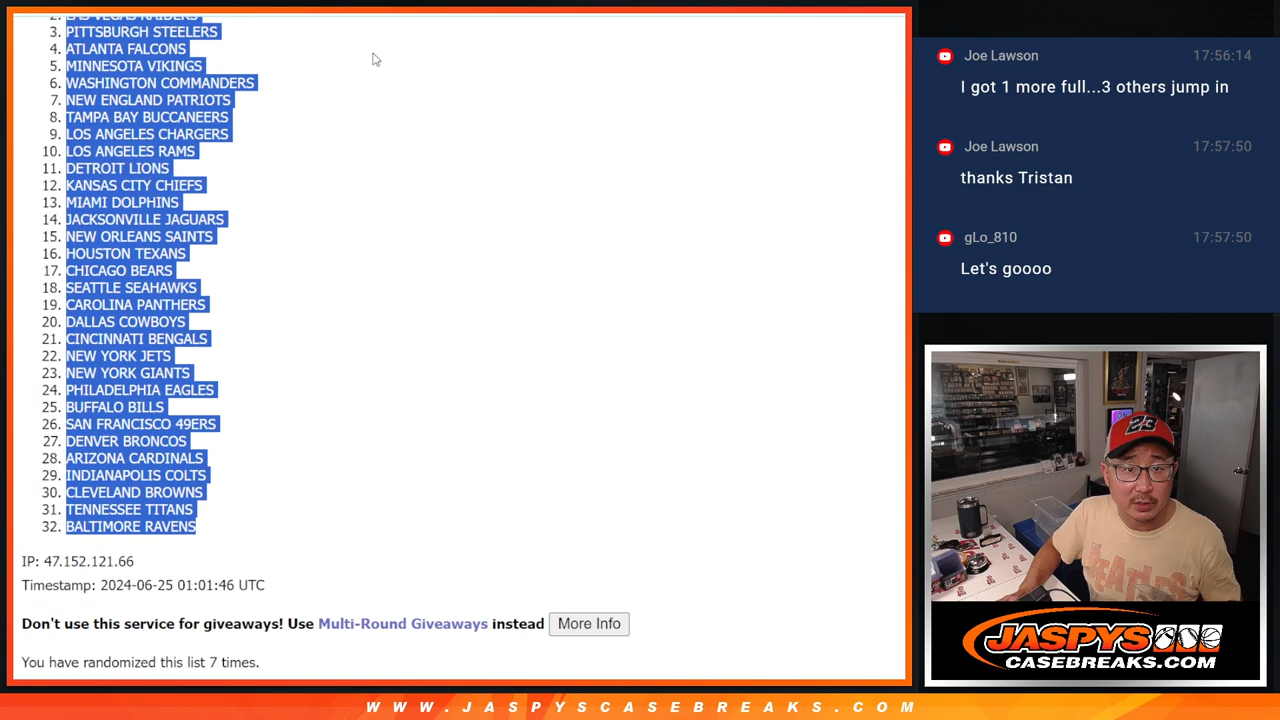 2. LAS VEGAS RAIDERS
3. PITTSBURGH STEELERS
4. ATLANTA FALCONS
5. MINNESOTA VIKINGS
6. WASHINGTON COMMANDERS
7. NEW ENGLAND PATRIOTS
8. TAMPA BAY BUCCANEERS
9. LOS ANGELES CHARGERS
10. LOS ANGELES RAMS
11. DETROIT LIONS
12. KANSAS CITY CHIEFS
13. MIAMI DOLPHINS
14. JACKSONVILLE JAGUARS
15. NEW ORLEANS SAINTS
16. HOUSTON TEXANS
17. CHICAGO BEARS
18. SEATTLE SEAHAWKS
19. CAROLINA PANTHERS
20. DALLAS COWBOYS
21. CINCINNATI BENGALS
22. NEW YORK JETS
23. NEW YORK GIANTS
24. PHILADELPHIA EAGLES
25. BUFFALO BILLS
26. SAN FRANCISCO 49ERS
27. DENVER BRONCOS
28. ARIZONA CARDINALS
29. INDIANAPOLIS COLTS
30. CLEVELAND BROWNS
31. TENNESSEE TITANS
32. BALTIMORE RAVENS
IP: 47.152.121.66
Timestamp: 2024-06-25 01:01:46 UTC
Don't use this service for giveaways! Use Multi-Round Giveaways instead More Info
You have randomized this list 7 times.
Joe Lawson 17:56:14
I got 1 more full...3 others jump in
Joe Lawson 17:57:50
thanks Tristan
gLo_810 17:57:50
Let's goooo
23
JASPYS
CASEBREAKS.COM
WWW.JASPYSCASEBREAKS.COM